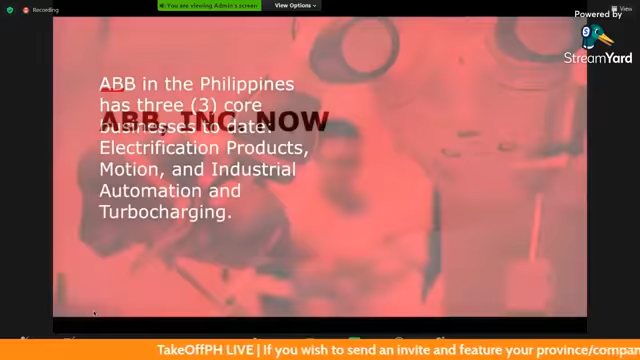 Recording
You are viewing Admin's screen
View Options
View
Powered by
StreamYard
ABB in the Philippines
has three (3) core
ABB, INC. NOW
businesses to date:
Electrification Products,
Motion, and Industrial
Automation and
Turbocharging.
TakeOffPH LIVE | If you wish to send an invite and feature your province/compan